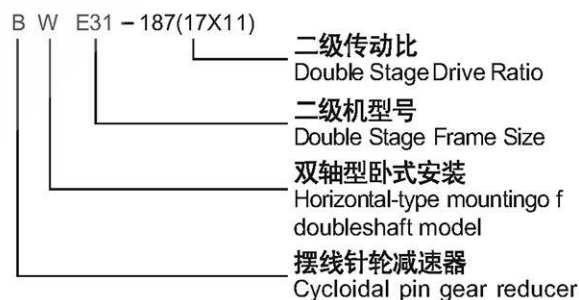 B W E31-187(17X11)
二级传动比
Double Stage Drive Ratio
二级机型号
Double Stage Frame Size
双轴型卧式安装
Horizontal-type mountingo f
doubleshaft model
摆线针轮减速器
Cycloidal pin gear reducer